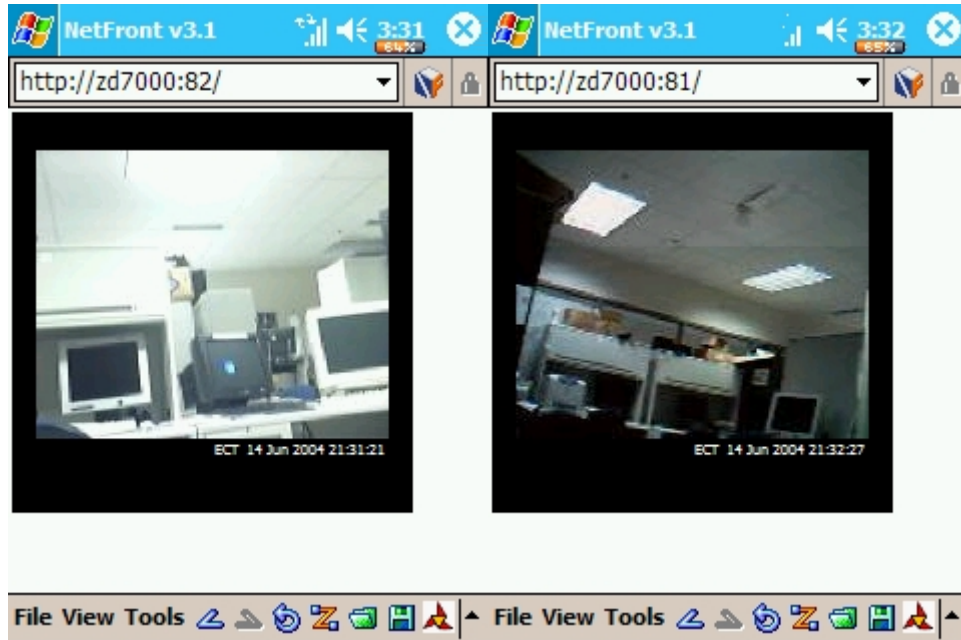 NetFront v3.1 3:31
64%
http://zd7000:82/
ECT 14 Jun 2004 21:31:21
File View Tools
NetFront v3.1 3:32
65%
http://zd7000:81/
ECT 14 Jun 2004 21:32:27
File View Tools